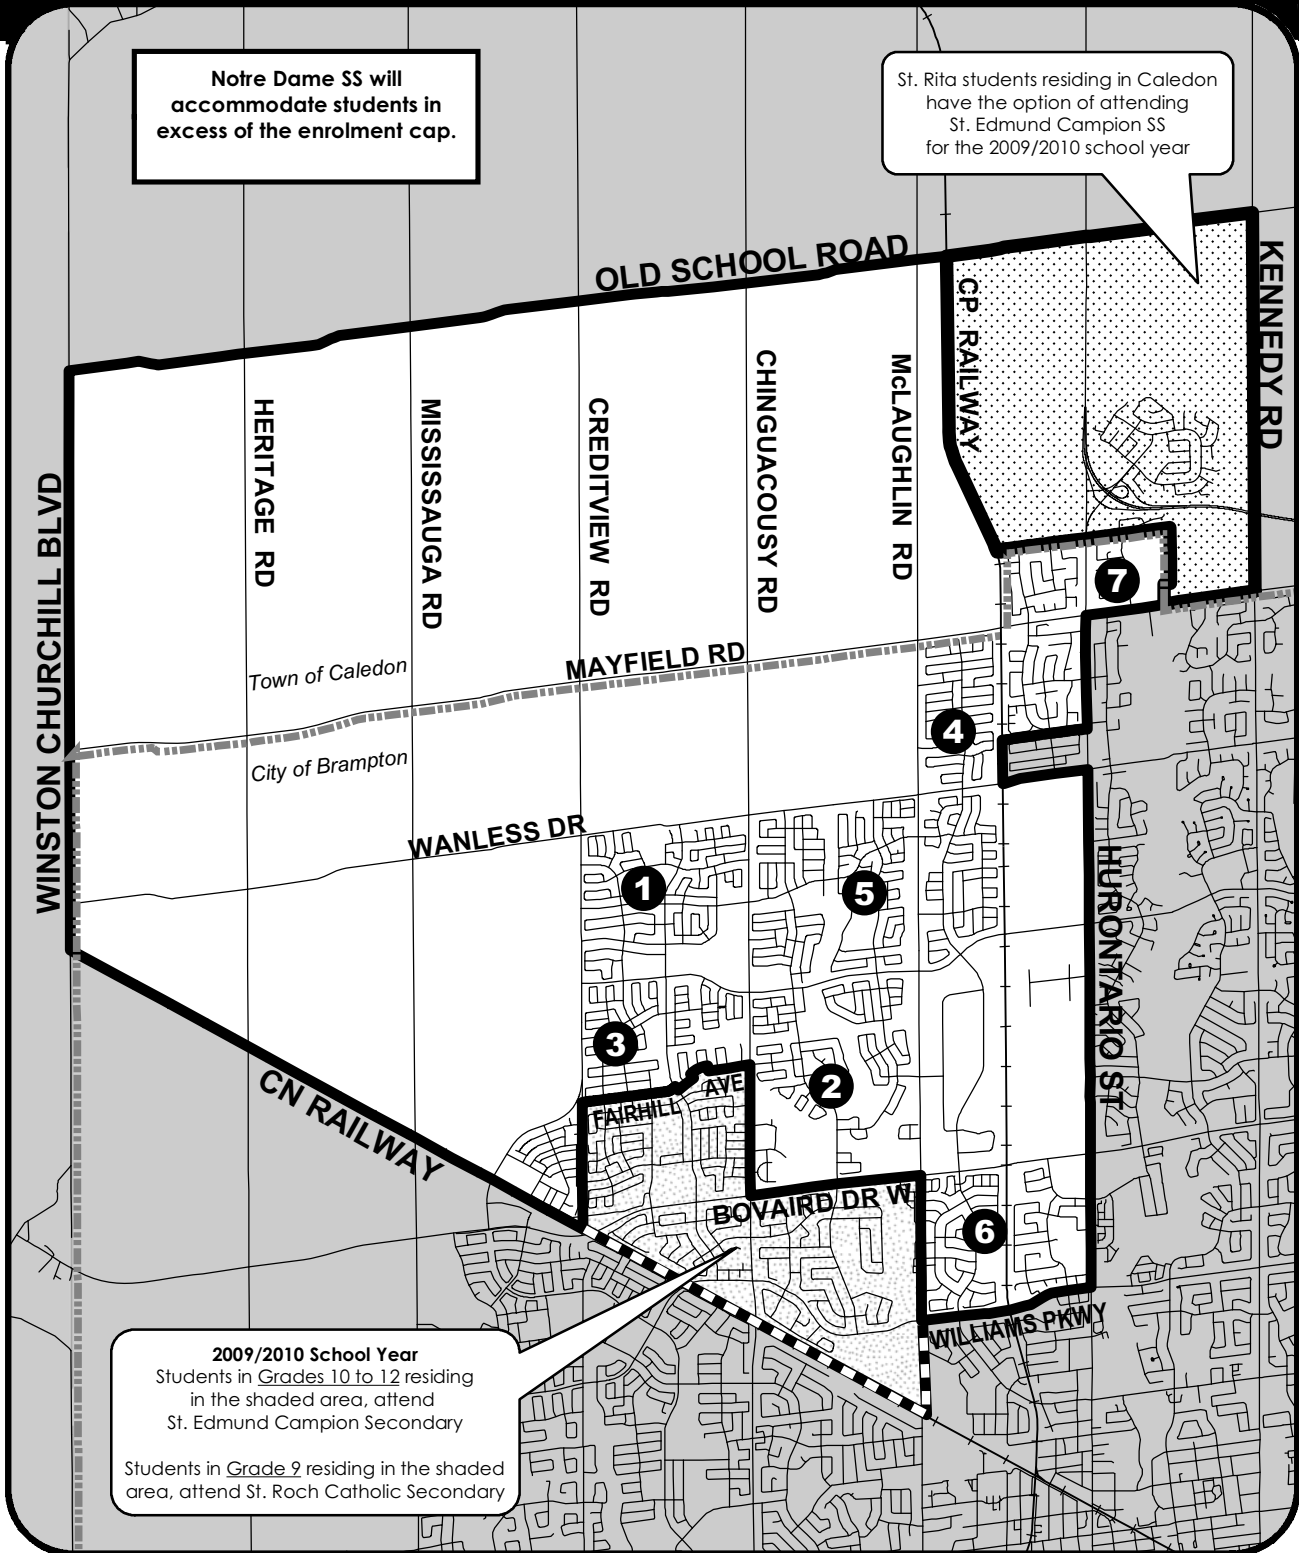 Notre Dame SS will
accommodate students in
excess of the enrolment cap.
St. Rita students residing in Caledon
have the option of attending
St. Edmund Campion SS
for the 2009/2010 school year
OLD SCHOOL ROAD
KENNEDY RD
CP RAILWAY
McLAUGHLIN RD
CHINGUACOUSY RD
CREDITVIEW RD
MISSISSAUGA RD
HERITAGE RD
WINSTON CHURCHILL BLVD
7
MAYFIELD RD
Town of Caledon
City of Brampton
4
WANLESS DR
1
5
HURONTARIO ST
3
2
FAIRHILL AVE
CN RAILWAY
BOVAIRD DR W
6
WILLIAMS PKWY
2009/2010 School Year
Students in Grades 10 to 12 residing
in the shaded area, attend
St. Edmund Campion Secondary
Students in Grade 9 residing in the shaded
area, attend St. Roch Catholic Secondary